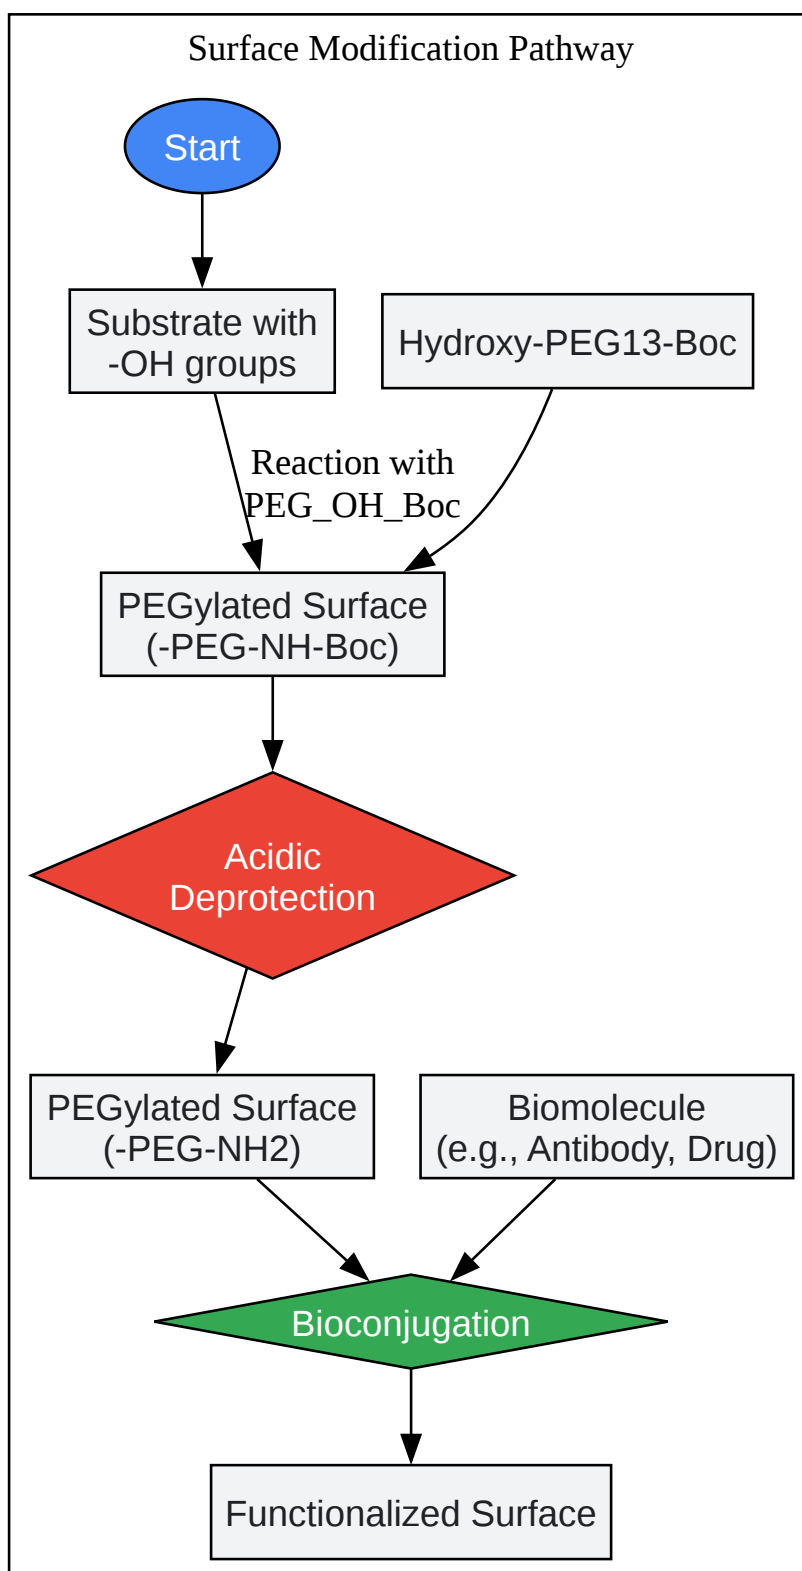 Surface Modification Pathway
Start
Substrate with
-OH groups
Hydroxy-PEG13-Boc
Reaction with
PEG_OH_Boc
PEGylated Surface
(-PEG-NH-Boc)
Acidic
Deprotection
PEGylated Surface
(-PEG-NH2)
Biomolecule
(e.g., Antibody, Drug)
Bioconjugation
Functionalized Surface